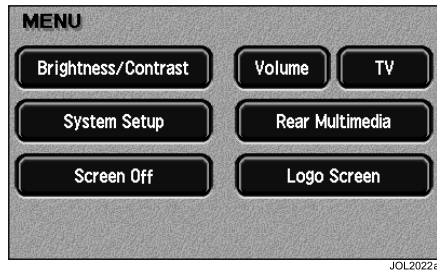 MENU
Brightness/Contrast
Volume
TV
System Setup
Rear Multimedia
Screen Off
Logo Screen
JOL2022a